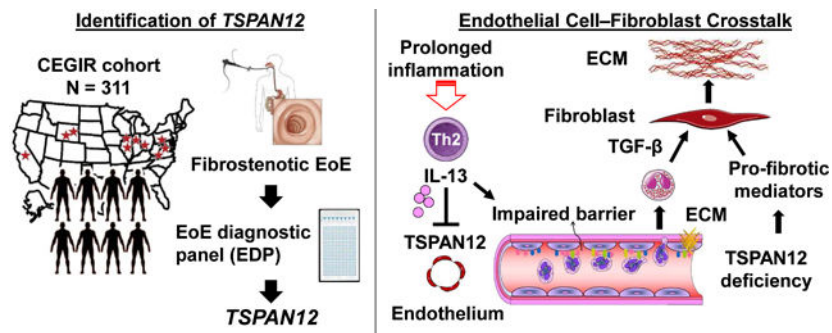 Identification of TSPAN12
CEGIR cohort
N = 311
Fibrostenotic EoE
EoE diagnostic
panel (EDP)
TSPAN12
Endothelial Cell–Fibroblast Crosstalk
Prolonged
inflammation
Th2
IL-13
TSPAN12
Endothelium
Impaired barrier
ECM
Fibroblast
TGF-β
Pro-fibrotic
mediators
ECM
TSPAN12
deficiency